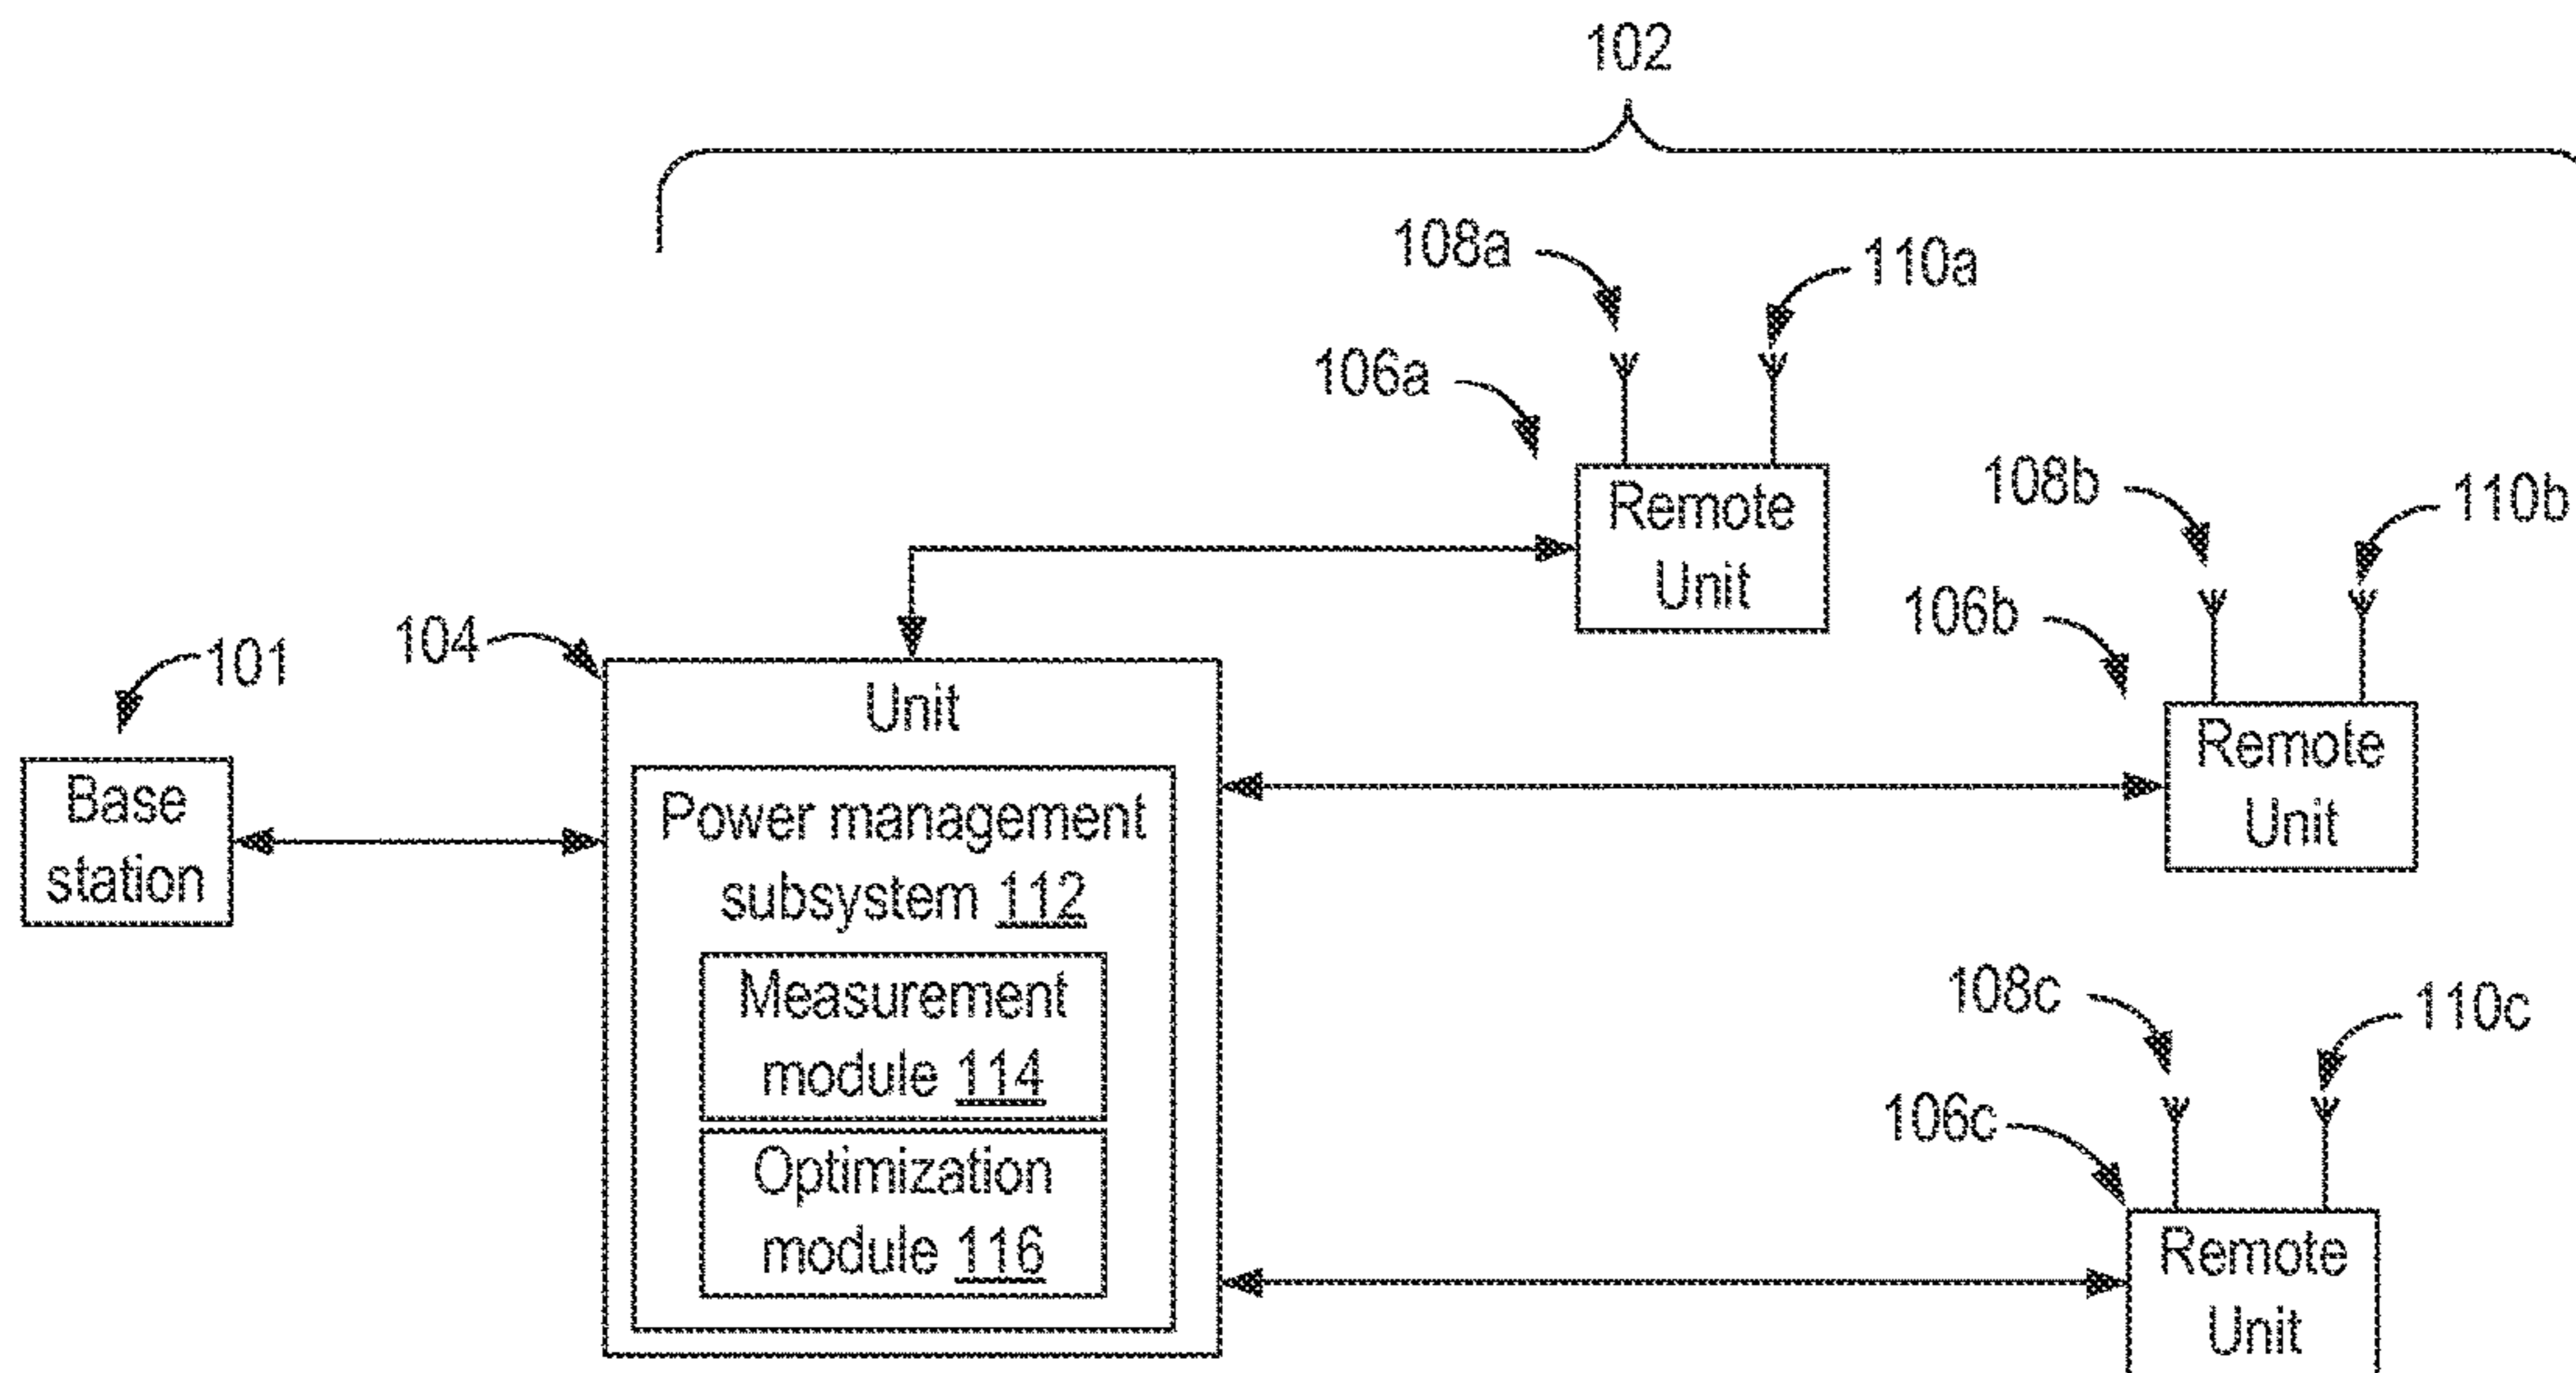 102
108a
110a
106a
Remote
Unit
108b
110b
106b
Remote
Unit
101
104
Unit
Base
station
Power management
subsystem 112
Measurement
module 114
Optimization
module 116
108c
110c
106c
Remote
Unit